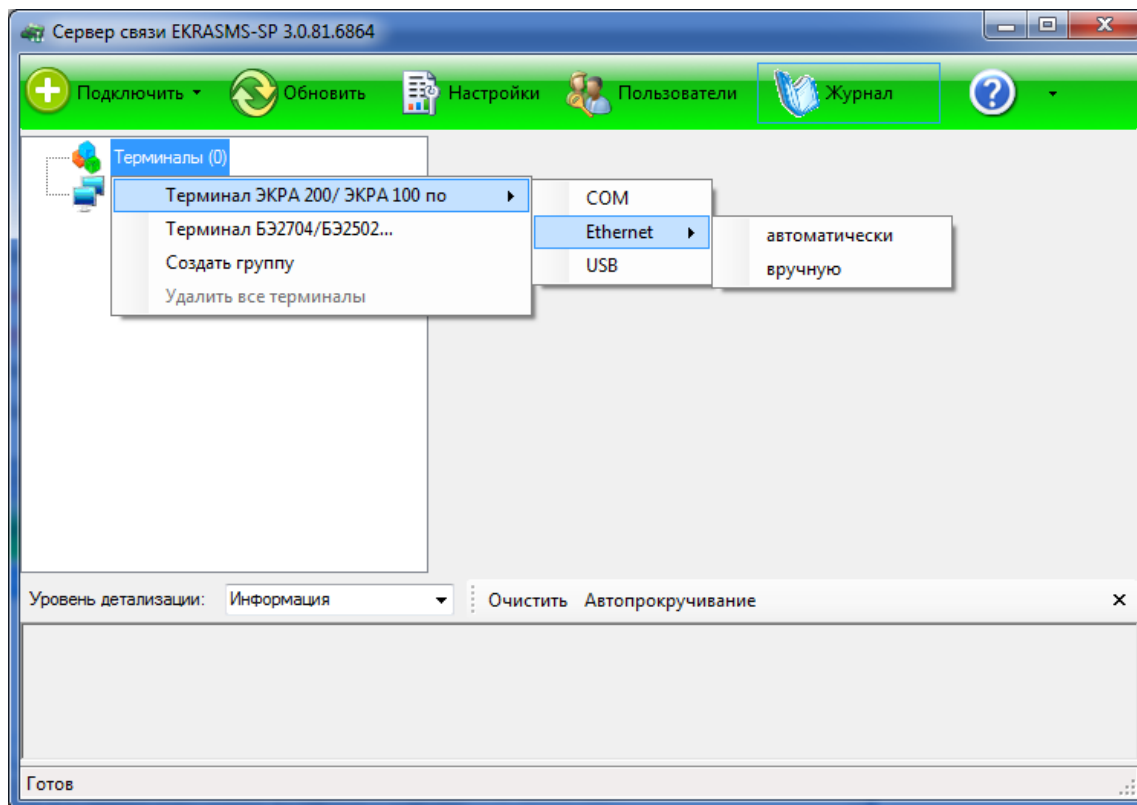 Сервер связи EKRASMS-SP 3.0.81.6864
Подключить Обновить Настройки Пользователи Журнал
Терминалы (0)
Терминал ЭКРА 200/ ЭКРА 100 по
Терминал БЭ2704/БЭ2502...
Создать группу
Удалить все терминалы
COM
Ethernet
USB
автоматически
вручную
Уровень детализации: Информация Очистить Автопрокручивание
Готов